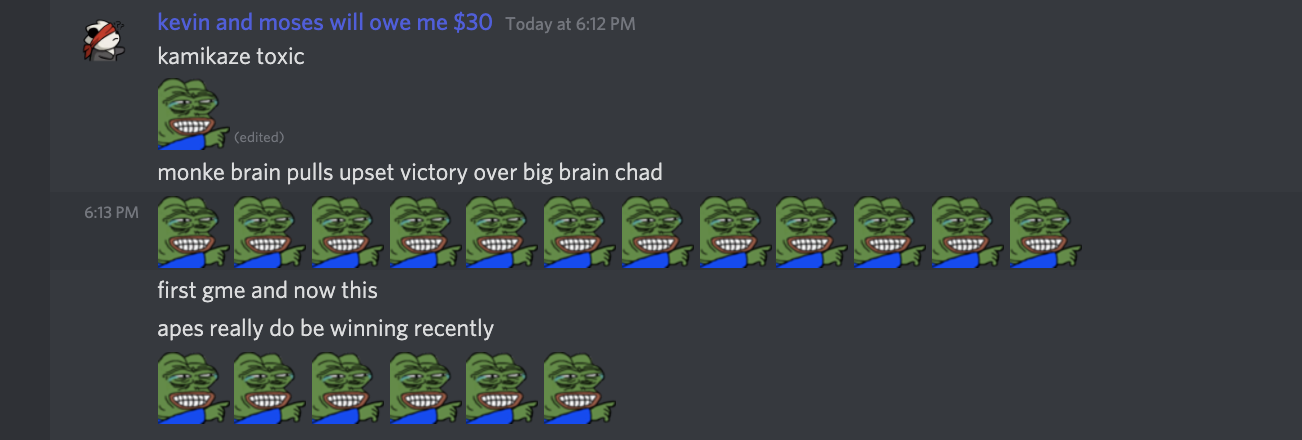 kevin and moses will owe me $30 Today at 6:12 PM
kamikaze toxic
(edited)
monke brain pulls upset victory over big brain chad
6:13 PM
first gme and now this
apes really do be winning recently